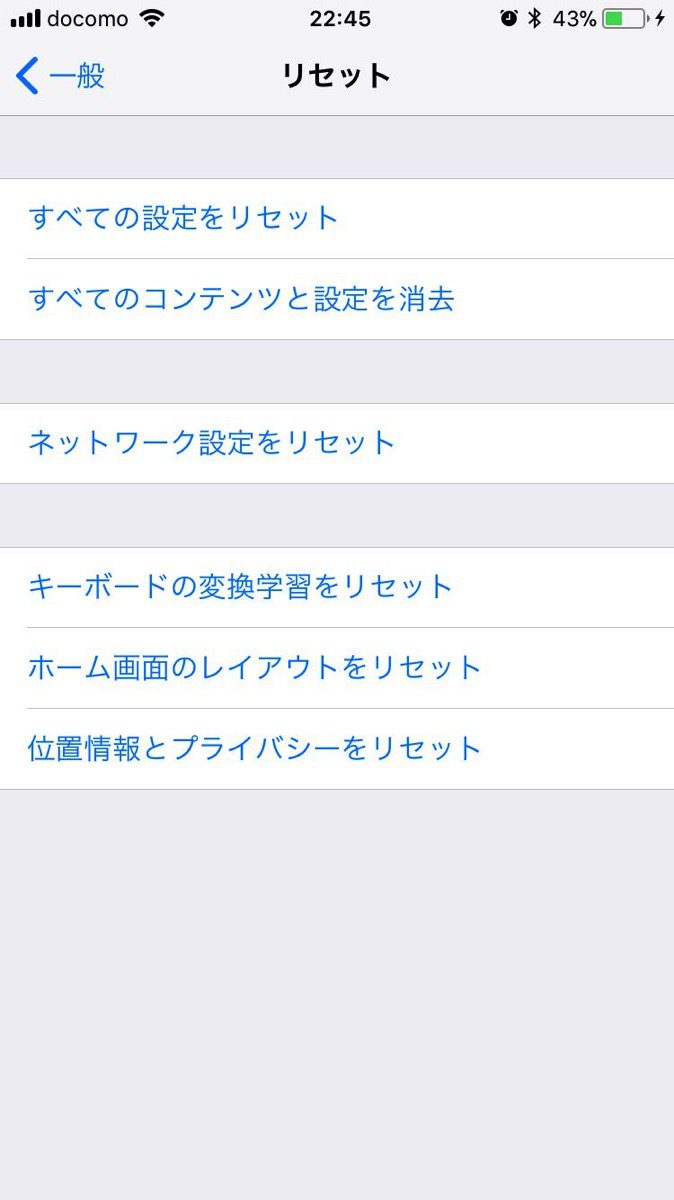 docomo 22:45 43%
一般 リセット
すべての設定をリセット
すべてのコンテンツと設定を消去
ネットワーク設定をリセット
キーボードの変換学習をリセット
ホーム画面のレイアウトをリセット
位置情報とプライバシーをリセット